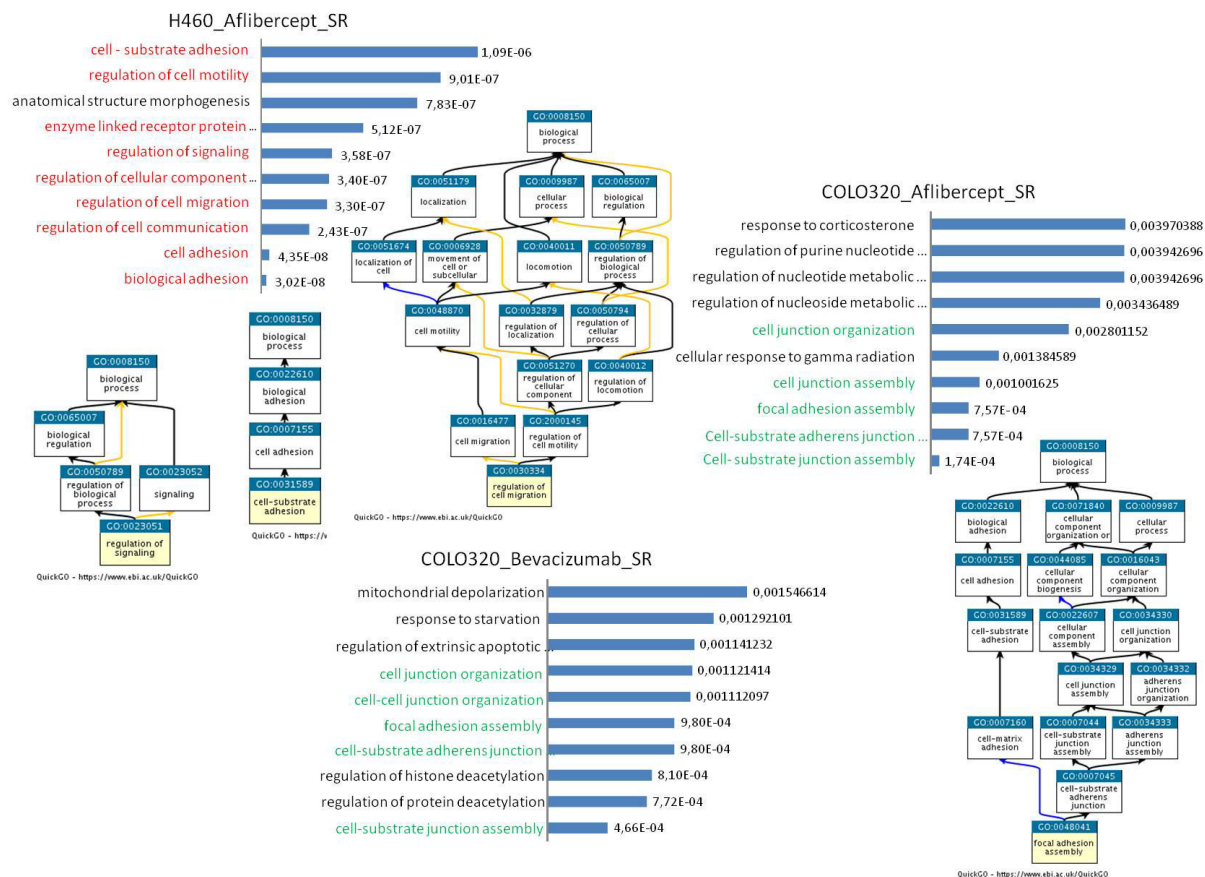 H460_Aflibercept_SR
cell - substrate adhesion
1,09E-06
regulation of cell motility
9,01E-07
anatomical structure morphogenesis
7,83E-07
enzyme linked receptor protein ...
5,12E-07
regulation of signaling
3,58E-07
regulation of cellular component ...
3,40E-07
regulation of cell migration
3,30E-07
regulation of cell communication
2,43E-07
cell adhesion
4,35E-08
biological adhesion
3,02E-08
GO:0008150
biological
process
GO:0065007
biological
regulation
GO:0050789
regulation of
biological
process
GO:0023052
signaling
GO:0023051
regulation of
signaling
QuickGO - https://www.ebi.ac.uk/QuickGO
GO:0008150
biological
process
GO:0022610
biological
adhesion
GO:0007155
cell adhesion
GO:0031589
cell-substrate
adhesion
QuickGO - https://v
GO:0008150
biological
process
GO:0051179
localization
GO:0009987
cellular
process
GO:0065007
biological
regulation
GO:0051674
localization
of cell
GO:0006928
movement of
cell or
subcellular
GO:0040011
locomotion
GO:0050789
regulation of
biological
process
GO:0048870
cell motility
GO:0032879
regulation of
localization
GO:0050794
regulation of
cellular
process
GO:0051270
regulation of
cellular
component
GO:0040012
regulation of
locomotion
GO:0016477
cell migration
GO:2000145
regulation of
cell motility
GO:0030334
regulation of
cell migration
QuickGO - https://www.ebi.ac.uk/QuickGO
COLO320_Aflibercept_SR
response to corticosterone
0,003970388
regulation of purine nucleotide ...
0,003942696
regulation of nucleotide metabolic ...
0,003942696
regulation of nucleoside metabolic ...
0,003436489
cell junction organization
0,002801152
cellular response to gamma radiation
0,001384589
cell junction assembly
0,001001625
focal adhesion assembly
7,57E-04
Cell-substrate adherens junction ...
7,57E-04
Cell- substrate junction assembly
1,74E-04
COLO320_Bevacizumab_SR
mitochondrial depolarization
0,001546614
response to starvation
0,001292101
regulation of extrinsic apoptotic ...
0,001141232
cell junction organization
0,001121414
cell-cell junction organization
0,001112097
focal adhesion assembly
9,80E-04
cell-substrate adherens junction ...
9,80E-04
regulation of histone deacetylation
8,10E-04
regulation of protein deacetylation
7,72E-04
cell-substrate junction assembly
4,66E-04
GO:0008150
biological
process
GO:0022610
biological
adhesion
GO:0071840
cellular
component
organization or
GO:0009987
cellular
process
GO:0007155
cell adhesion
GO:0044085
cellular
component
biogenesis
GO:0016043
cellular
component
organization
GO:0031589
cell-substrate
adhesion
GO:0022607
cellular
component
assembly
GO:0034330
cell junction
organization
GO:0034329
cell junction
assembly
GO:0034332
adherens
junction
organization
GO:0007160
cell-matrix
adhesion
GO:0007044
cell-substrate
junction
assembly
GO:0034333
adherens
junction
assembly
GO:0007045
cell-substrate
adherens
junction
GO:0048041
focal adhesion
assembly
QuickGO - https://www.ebi.ac.uk/QuickGO